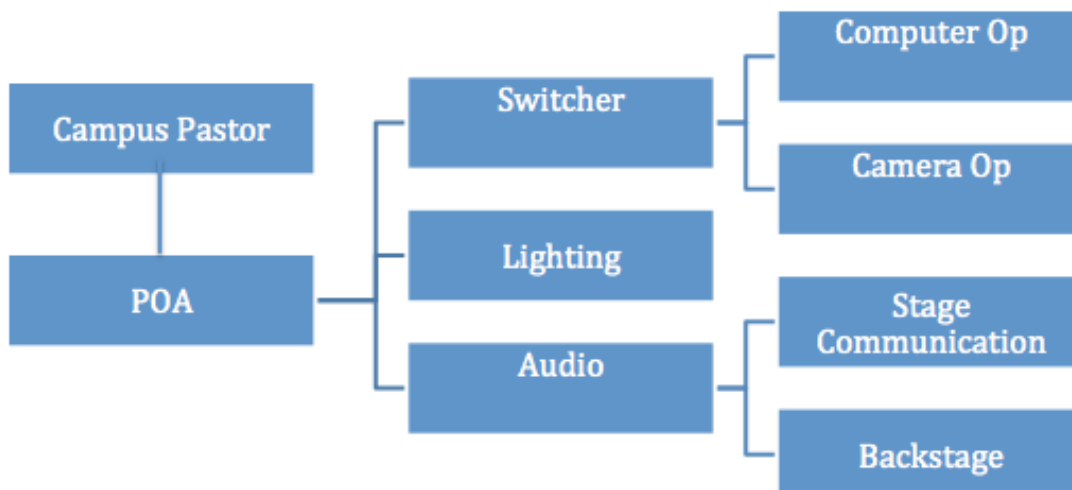 Campus Pastor
POA
Switcher
Lighting
Audio
Computer Op
Camera Op
Stage
Communication
Backstage